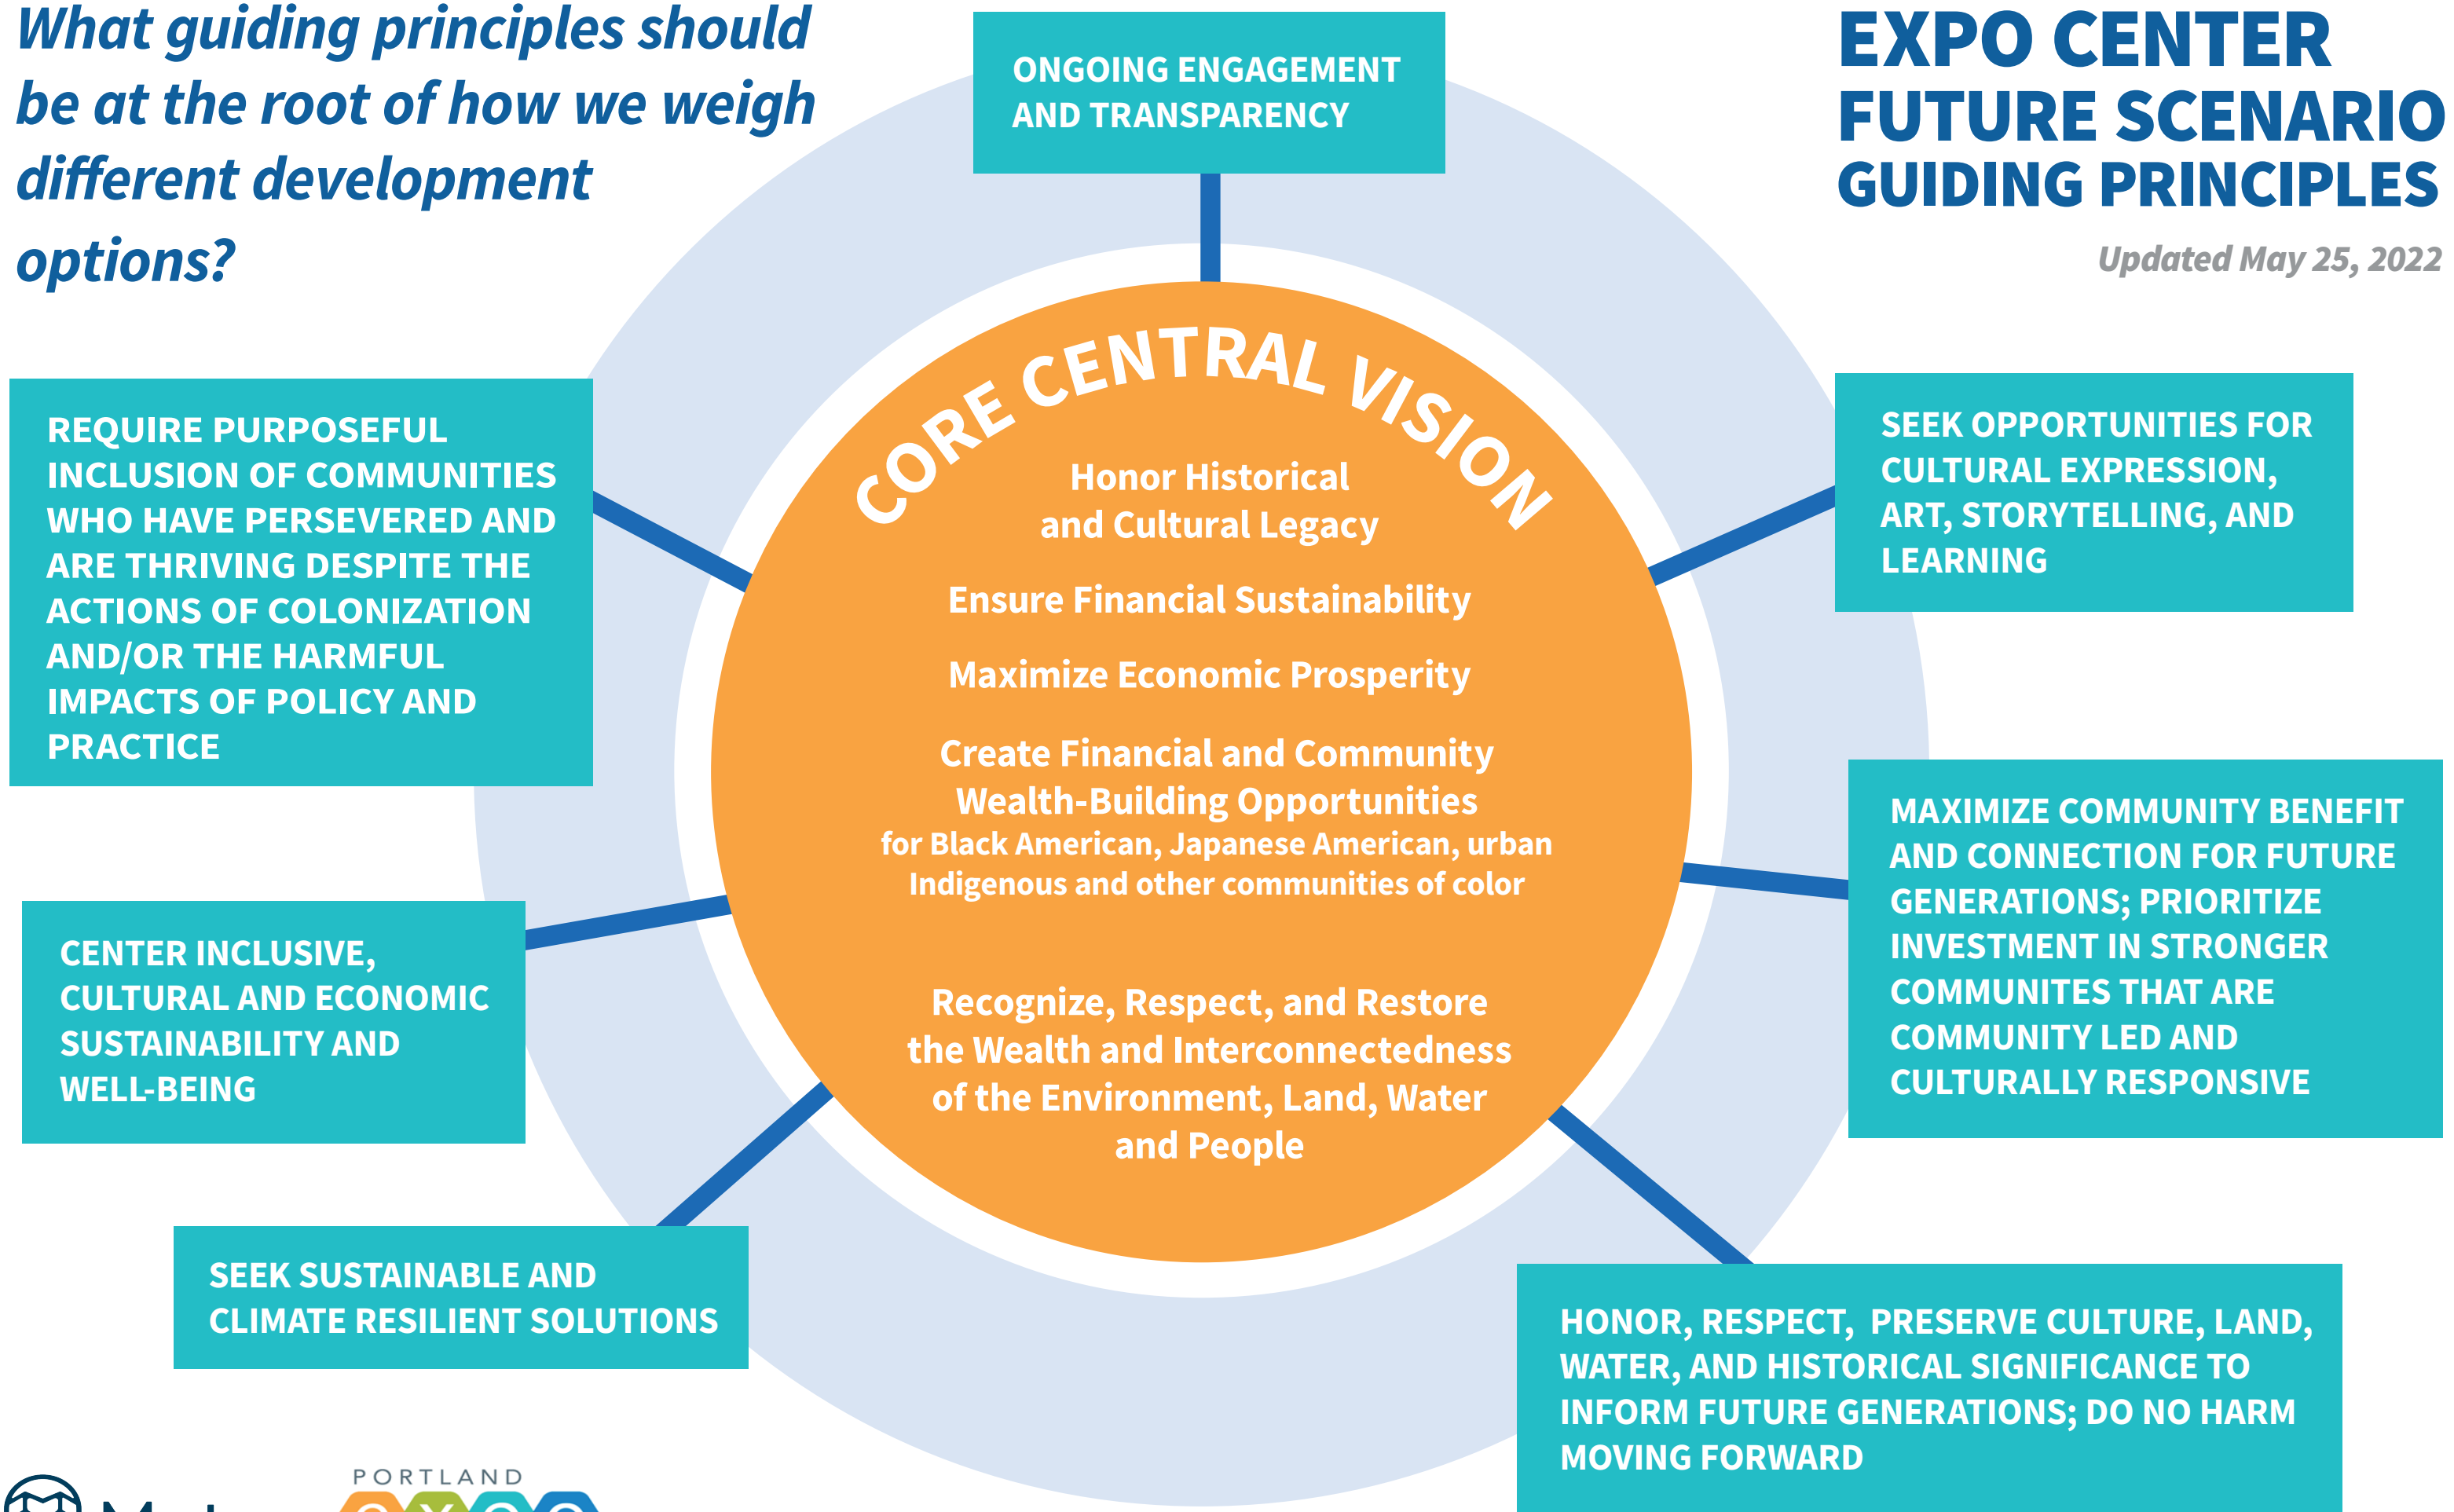 What guiding principles should
be at the root of how we weigh
different development
options?
EXPO CENTER
FUTURE SCENARIO
GUIDING PRINCIPLES
Updated May 25, 2022
ONGOING ENGAGEMENT
AND TRANSPARENCY
REQUIRE PURPOSEFUL
INCLUSION OF COMMUNITIES
WHO HAVE PERSEVERED AND
ARE THRIVING DESPITE THE
ACTIONS OF COLONIZATION
AND/OR THE HARMFUL
IMPACTS OF POLICY AND
PRACTICE
CENTER INCLUSIVE,
CULTURAL AND ECONOMIC
SUSTAINABILITY AND
WELL-BEING
SEEK SUSTAINABLE AND
CLIMATE RESILIENT SOLUTIONS
CORE CENTRAL VISION
Honor Historical
and Cultural Legacy
Ensure Financial Sustainability
Maximize Economic Prosperity
Create Financial and Community
Wealth-Building Opportunities
for Black American, Japanese American, urban
Indigenous and other communities of color
Recognize, Respect, and Restore
the Wealth and Interconnectedness
of the Environment, Land, Water
and People
SEEK OPPORTUNITIES FOR
CULTURAL EXPRESSION,
ART, STORYTELLING, AND
LEARNING
MAXIMIZE COMMUNITY BENEFIT
AND CONNECTION FOR FUTURE
GENERATIONS; PRIORITIZE
INVESTMENT IN STRONGER
COMMUNITES THAT ARE
COMMUNITY LED AND
CULTURALLY RESPONSIVE
HONOR, RESPECT, PRESERVE CULTURE, LAND,
WATER, AND HISTORICAL SIGNIFICANCE TO
INFORM FUTURE GENERATIONS; DO NO HARM
MOVING FORWARD
PORTLAND